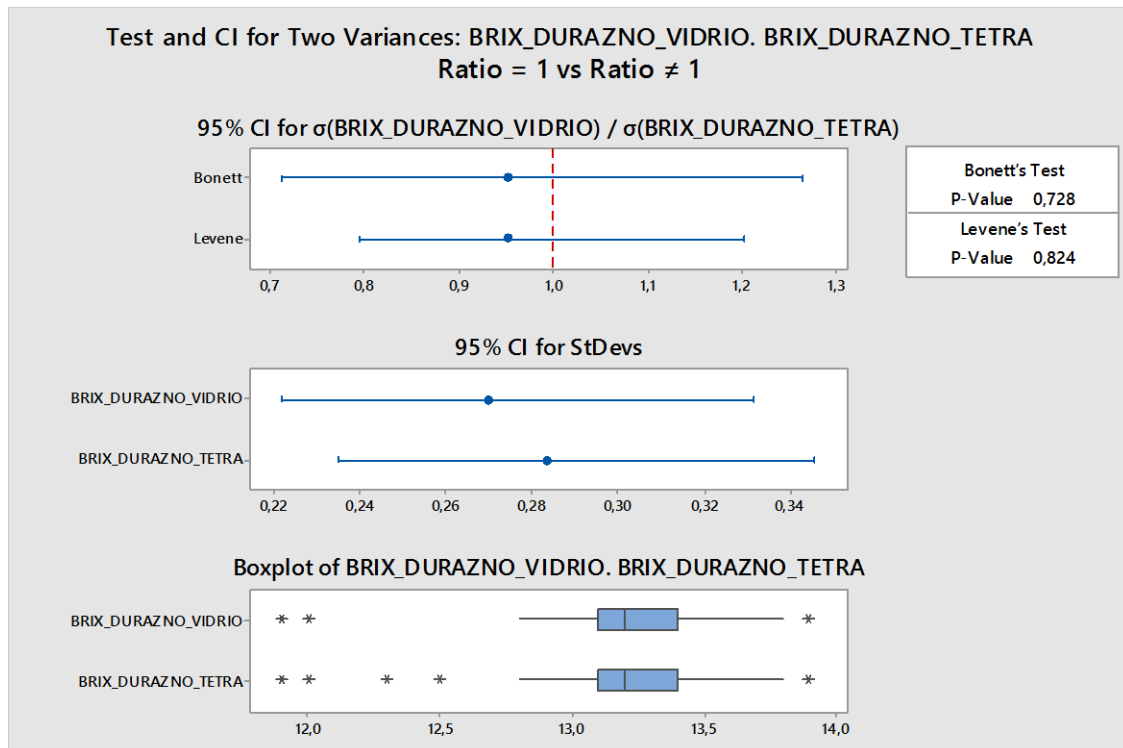 Test and CI for Two Variances: BRIX_DURAZNO_VIDRIO. BRIX_DURAZNO_TETRA
Ratio = 1 vs Ratio ≠ 1
95% CI for σ(BRIX_DURAZNO_VIDRIO) / σ(BRIX_DURAZNO_TETRA)
Bonett
Levene
0,7 0,8 0,9 1,0 1,1 1,2 1,3
Bonett's Test
P-Value 0,728
Levene's Test
P-Value 0,824
95% CI for StDevs
BRIX_DURAZNO_VIDRIO
BRIX_DURAZNO_TETRA
0,22 0,24 0,26 0,28 0,30 0,32 0,34
Boxplot of BRIX_DURAZNO_VIDRIO. BRIX_DURAZNO_TETRA
BRIX_DURAZNO_VIDRIO
BRIX_DURAZNO_TETRA
12,0 12,5 13,0 13,5 14,0